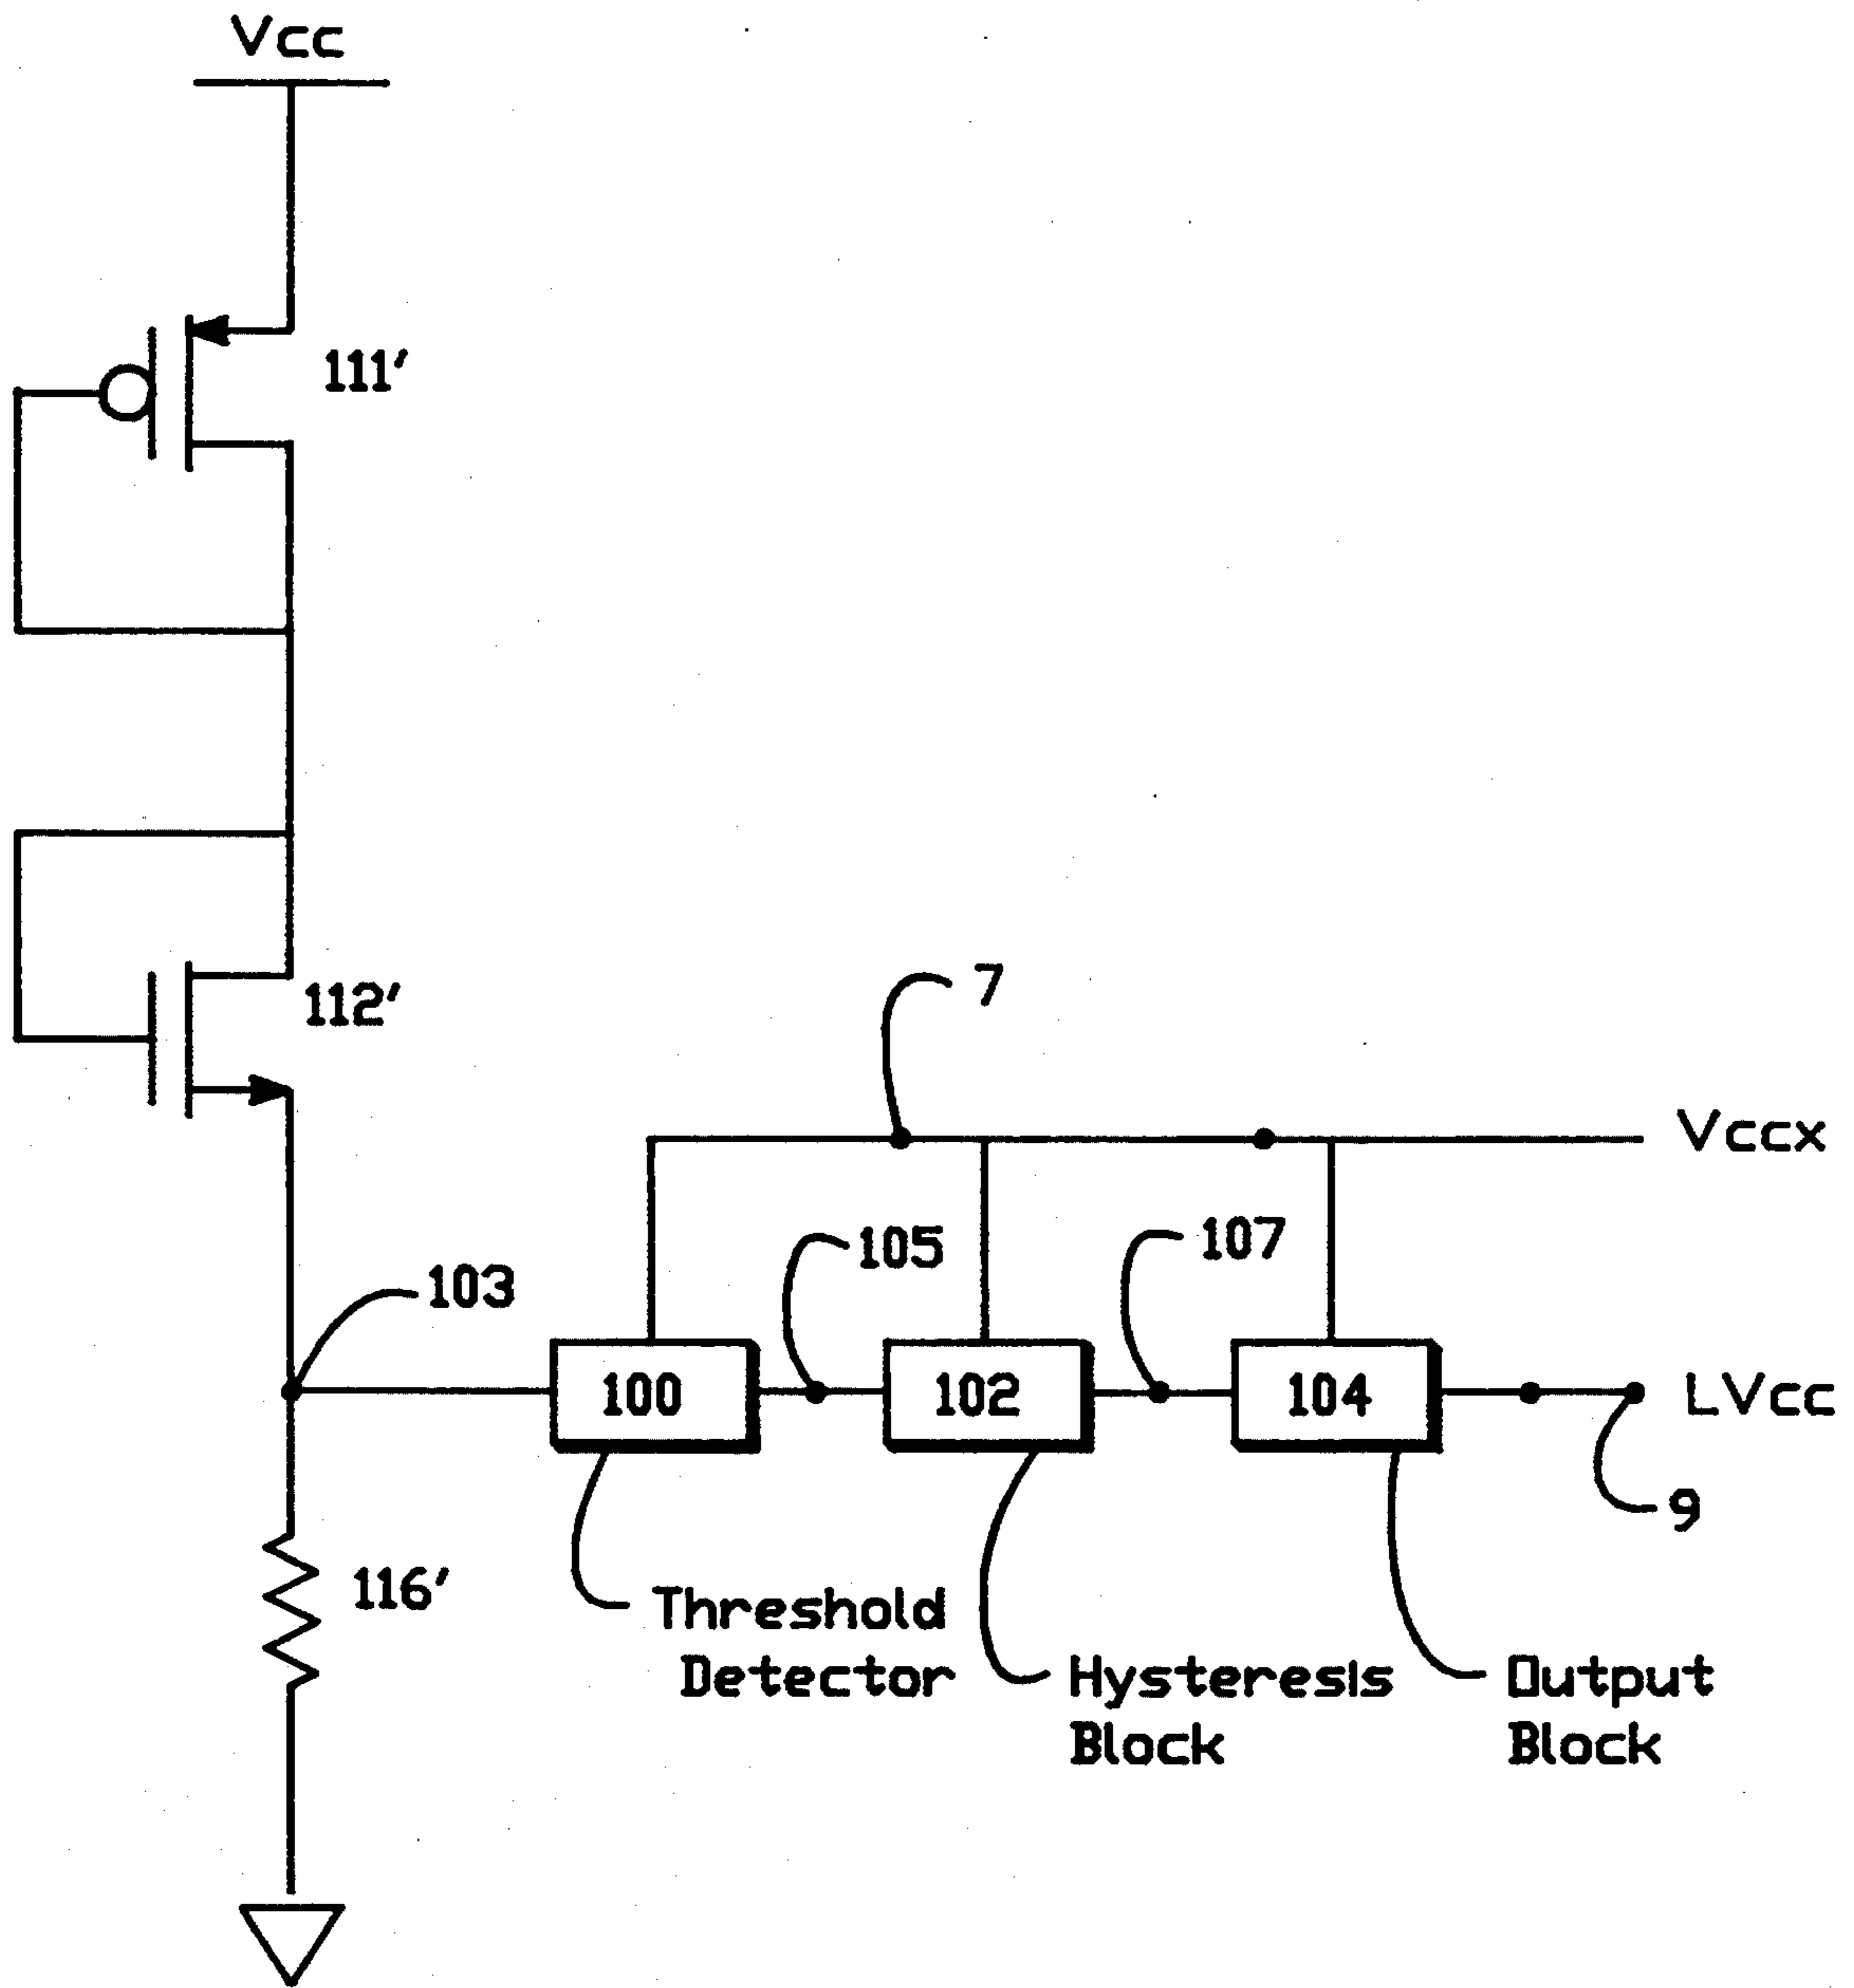 Vcc
111′
112′
7
Vccx
105
107
103
100
102
104
LVcc
9
116′
Threshold
Detector
Hysteresis
Block
Output
Block